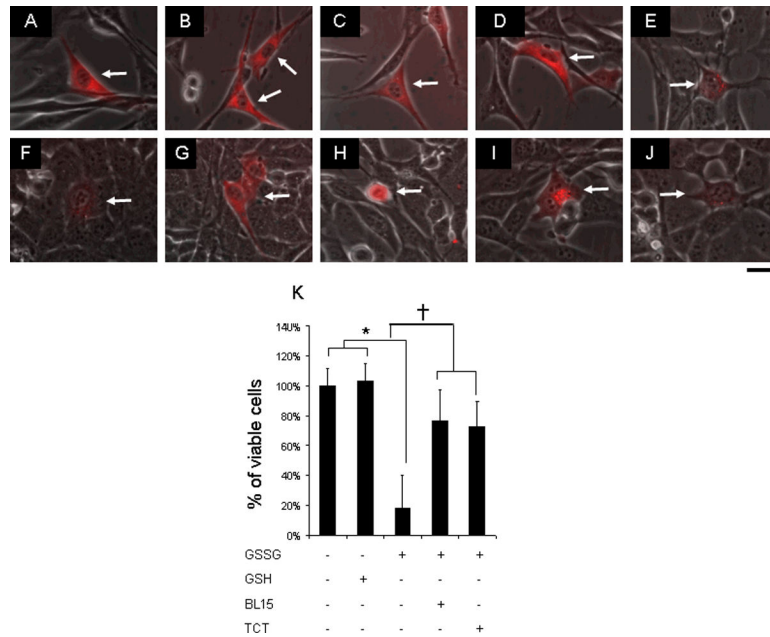 A B C D E
F G H I J
K
* †
140%
120%
100%
80%
60%
40%
20%
0%
% of viable cells
GSSG - - + + +
GSH - + - - -
BL15 - - - + -
TCT - - - - +